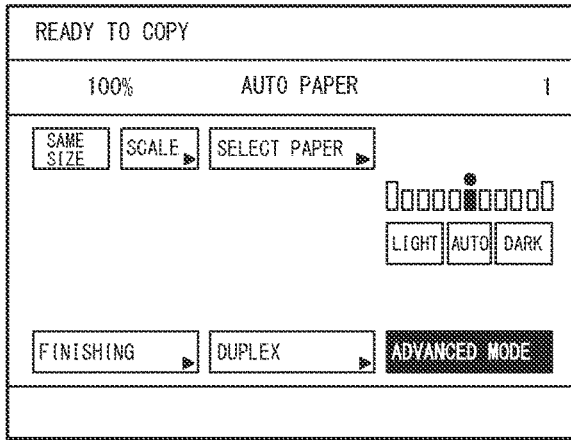 READY TO COPY
100% AUTO PAPER 1
SAME SIZE SCALE SELECT PAPER
LIGHT AUTO DARK
FINISHING DUPLEX ADVANCED MODE